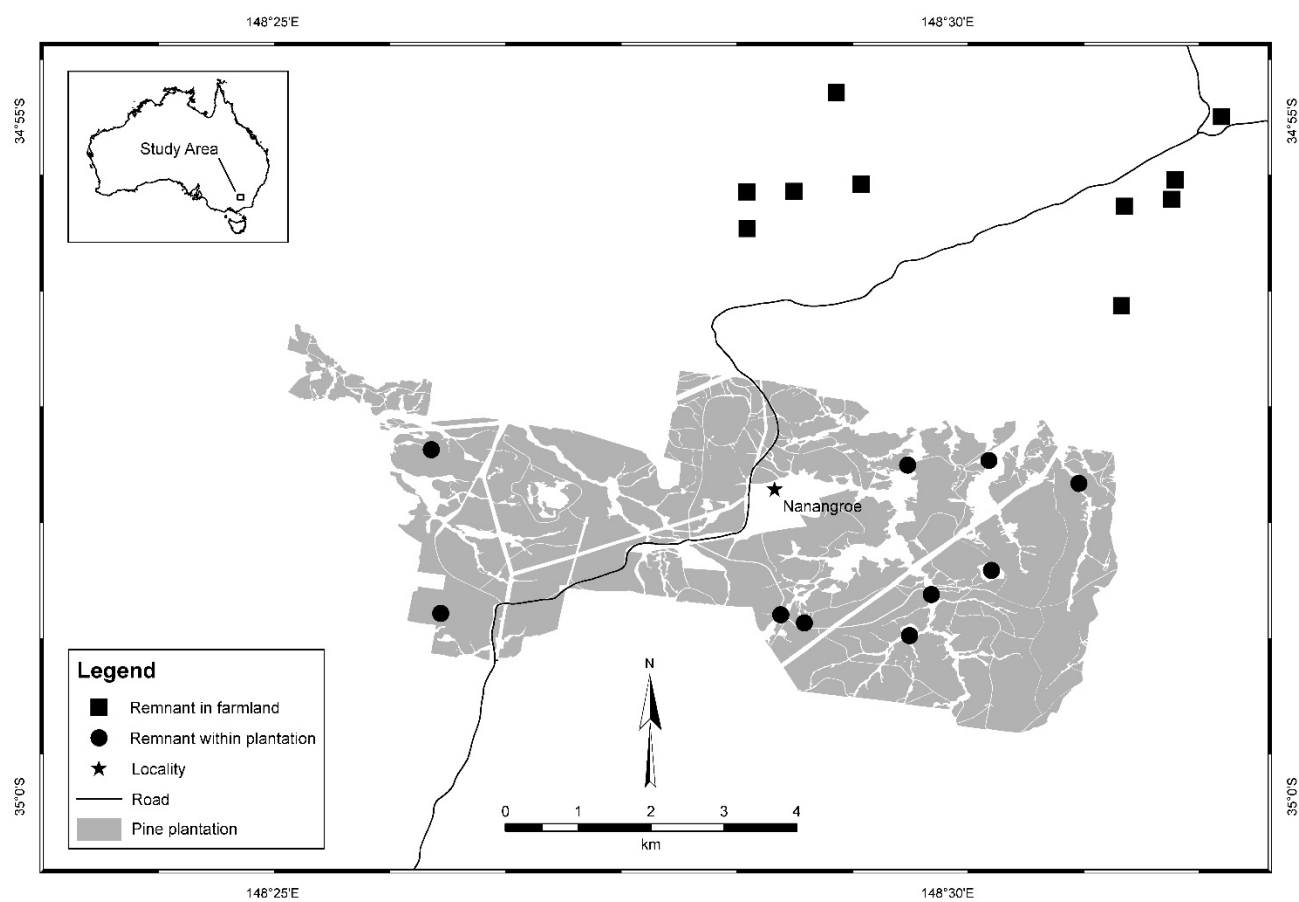 148°25'E
148°30'E
34°55'S
34°55'S
Study Area
Nanangroe
N
Legend
Remnant in farmland
Remnant within plantation
Locality
Road
Pine plantation
0 1 2 3 4
km
35°0'S
35°0'S
148°25'E
148°30'E